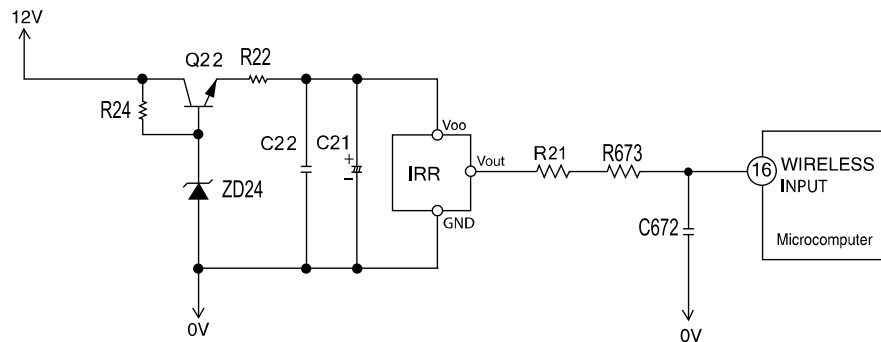 12V
Q22
R22
R24
C22
C21
+
-
ZD24
Voo
IRR
Vout
GND
R21
R673
C672
16
WIRELESS
INPUT
Microcomputer
0V
0V